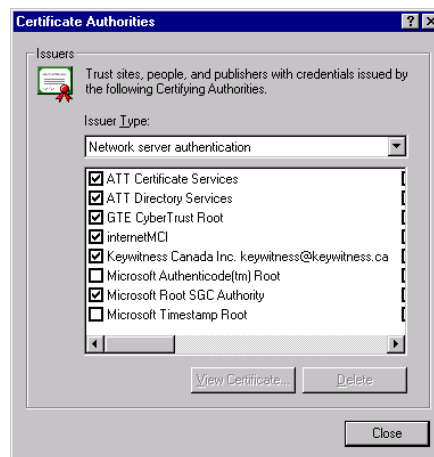 Certificate Authorities
Issuers
Trust sites, people, and publishers with credentials issued by
the following Certifying Authorities.
Issuer Type:
Network server authentication
ATT Certificate Services
ATT Directory Services
GTE CyberTrust Root
internetMCI
Keywitness Canada Inc. keywitness@keywitness.ca
Microsoft Authenticode(tm) Root
Microsoft Root SGC Authority
Microsoft Timestamp Root
View Certificate... Delete
Close